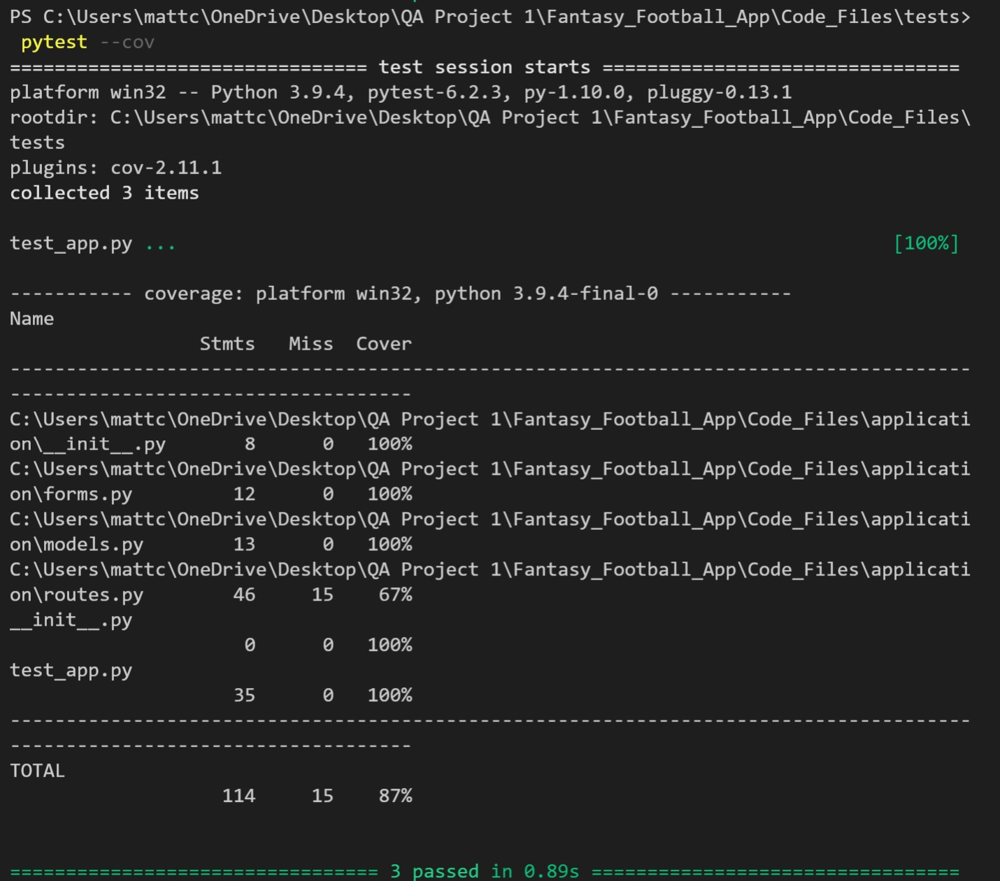 PS C:\Users\mattc\OneDrive\Desktop\QA Project 1\Fantasy_Football_App\Code_Files\tests>
 pytest --cov
================================ test session starts ================================
platform win32 -- Python 3.9.4, pytest-6.2.3, py-1.10.0, pluggy-0.13.1
rootdir: C:\Users\mattc\OneDrive\Desktop\QA Project 1\Fantasy_Football_App\Code_Files\
tests
plugins: cov-2.11.1
collected 3 items

test_app.py ...                                                                [100%]

----------- coverage: platform win32, python 3.9.4-final-0 -----------
Name
                 Stmts   Miss  Cover
--------------------------------------------------------------------------------------
------------------------------------
C:\Users\mattc\OneDrive\Desktop\QA Project 1\Fantasy_Football_App\Code_Files\applicati
on\__init__.py       8      0   100%
C:\Users\mattc\OneDrive\Desktop\QA Project 1\Fantasy_Football_App\Code_Files\applicati
on\forms.py         12      0   100%
C:\Users\mattc\OneDrive\Desktop\QA Project 1\Fantasy_Football_App\Code_Files\applicati
on\models.py        13      0   100%
C:\Users\mattc\OneDrive\Desktop\QA Project 1\Fantasy_Football_App\Code_Files\applicati
on\routes.py        46     15    67%
__init__.py
                     0      0   100%
test_app.py
                    35      0   100%
--------------------------------------------------------------------------------------
------------------------------------
TOTAL
                   114     15    87%


================================= 3 passed in 0.89s =================================